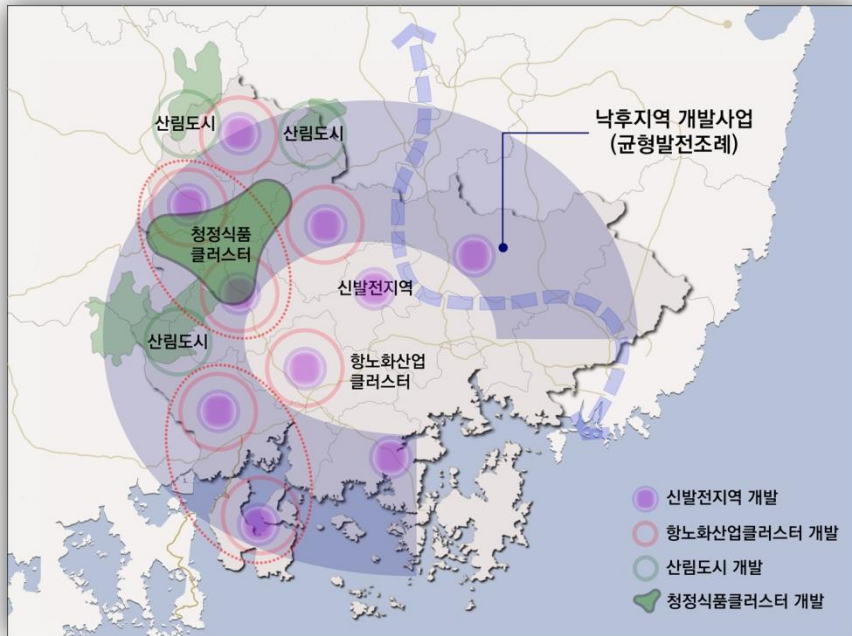 산림도시
산림도시
낙후지역 개발사업
(균형발전조례)
청정식품
클러스터
신발전지역
산림도시
항노화산업
클러스터
신발전지역 개발
항노화산업클러스터 개발
산림도시 개발
청정식품클러스터 개발